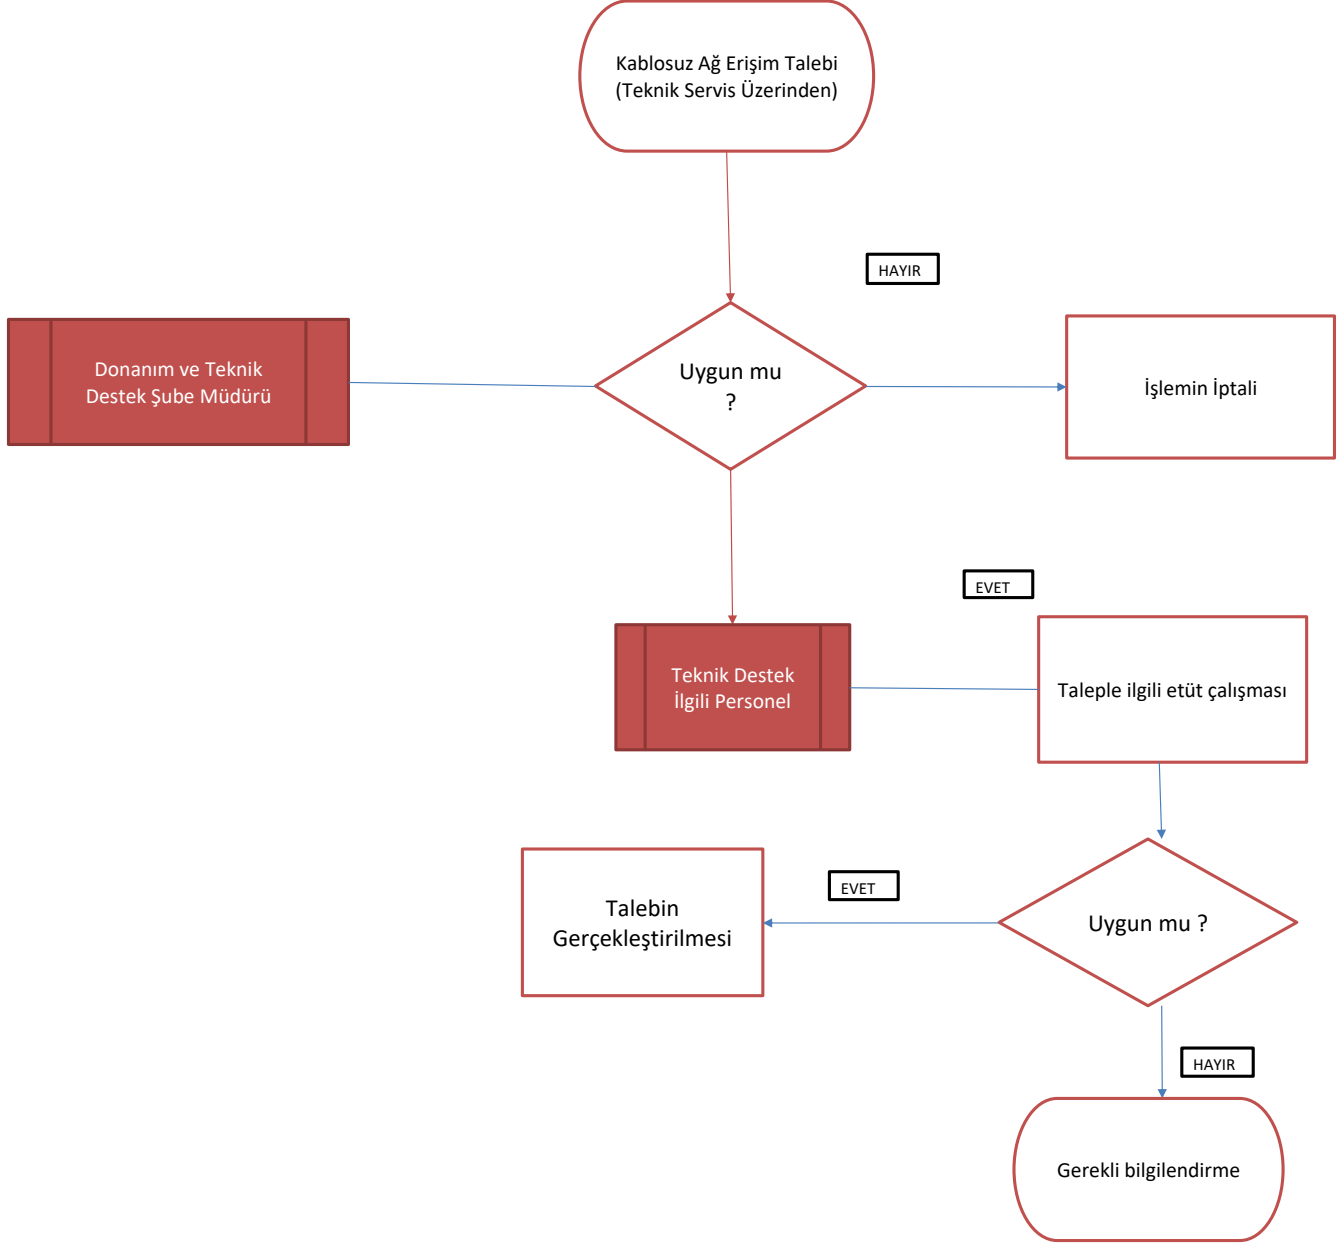 Kablosuz Ağ Erişim Talebi
(Teknik Servis Üzerinden)
HAYIR
Donanım ve Teknik
Destek Şube Müdürü
Uygun mu
?
İşlemin İptali
EVET
Teknik Destek
İlgili Personel
Taleple ilgili etüt çalışması
Talebin
Gerçekleştirilmesi
EVET
Uygun mu ?
HAYIR
Gerekli bilgilendirme